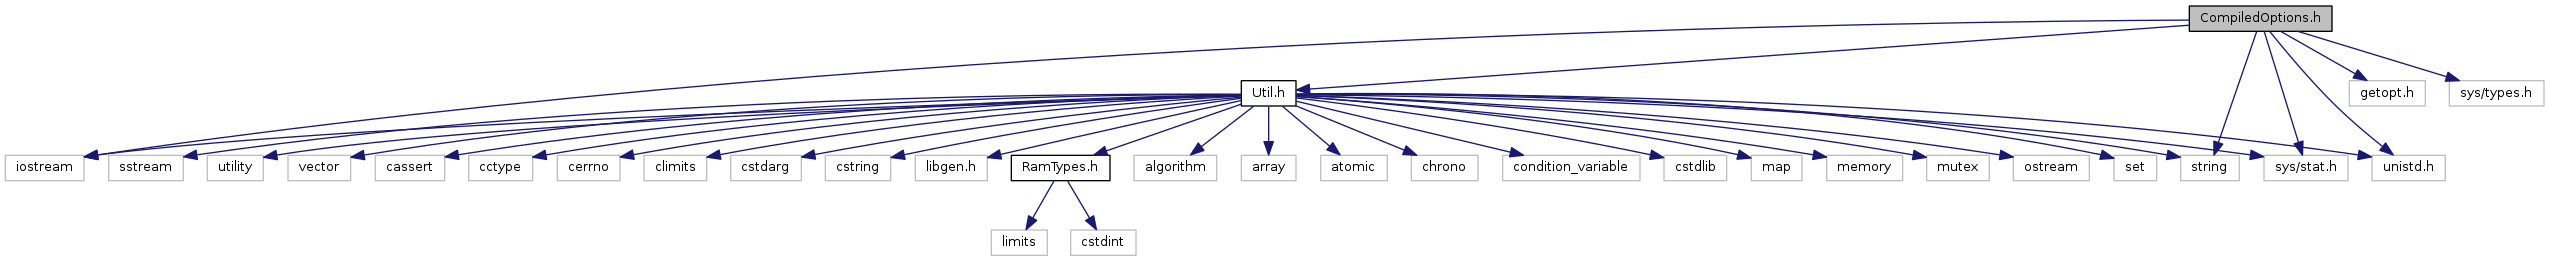 CompiledOptions.h
Util.h
getopt.h
sys/types.h
iostream
sstream
utility
vector
cassert
cctype
cerrno
climits
cstdarg
cstring
libgen.h
RamTypes.h
algorithm
array
atomic
chrono
condition_variable
cstdlib
map
memory
mutex
ostream
set
string
sys/stat.h
unistd.h
limits
cstdint